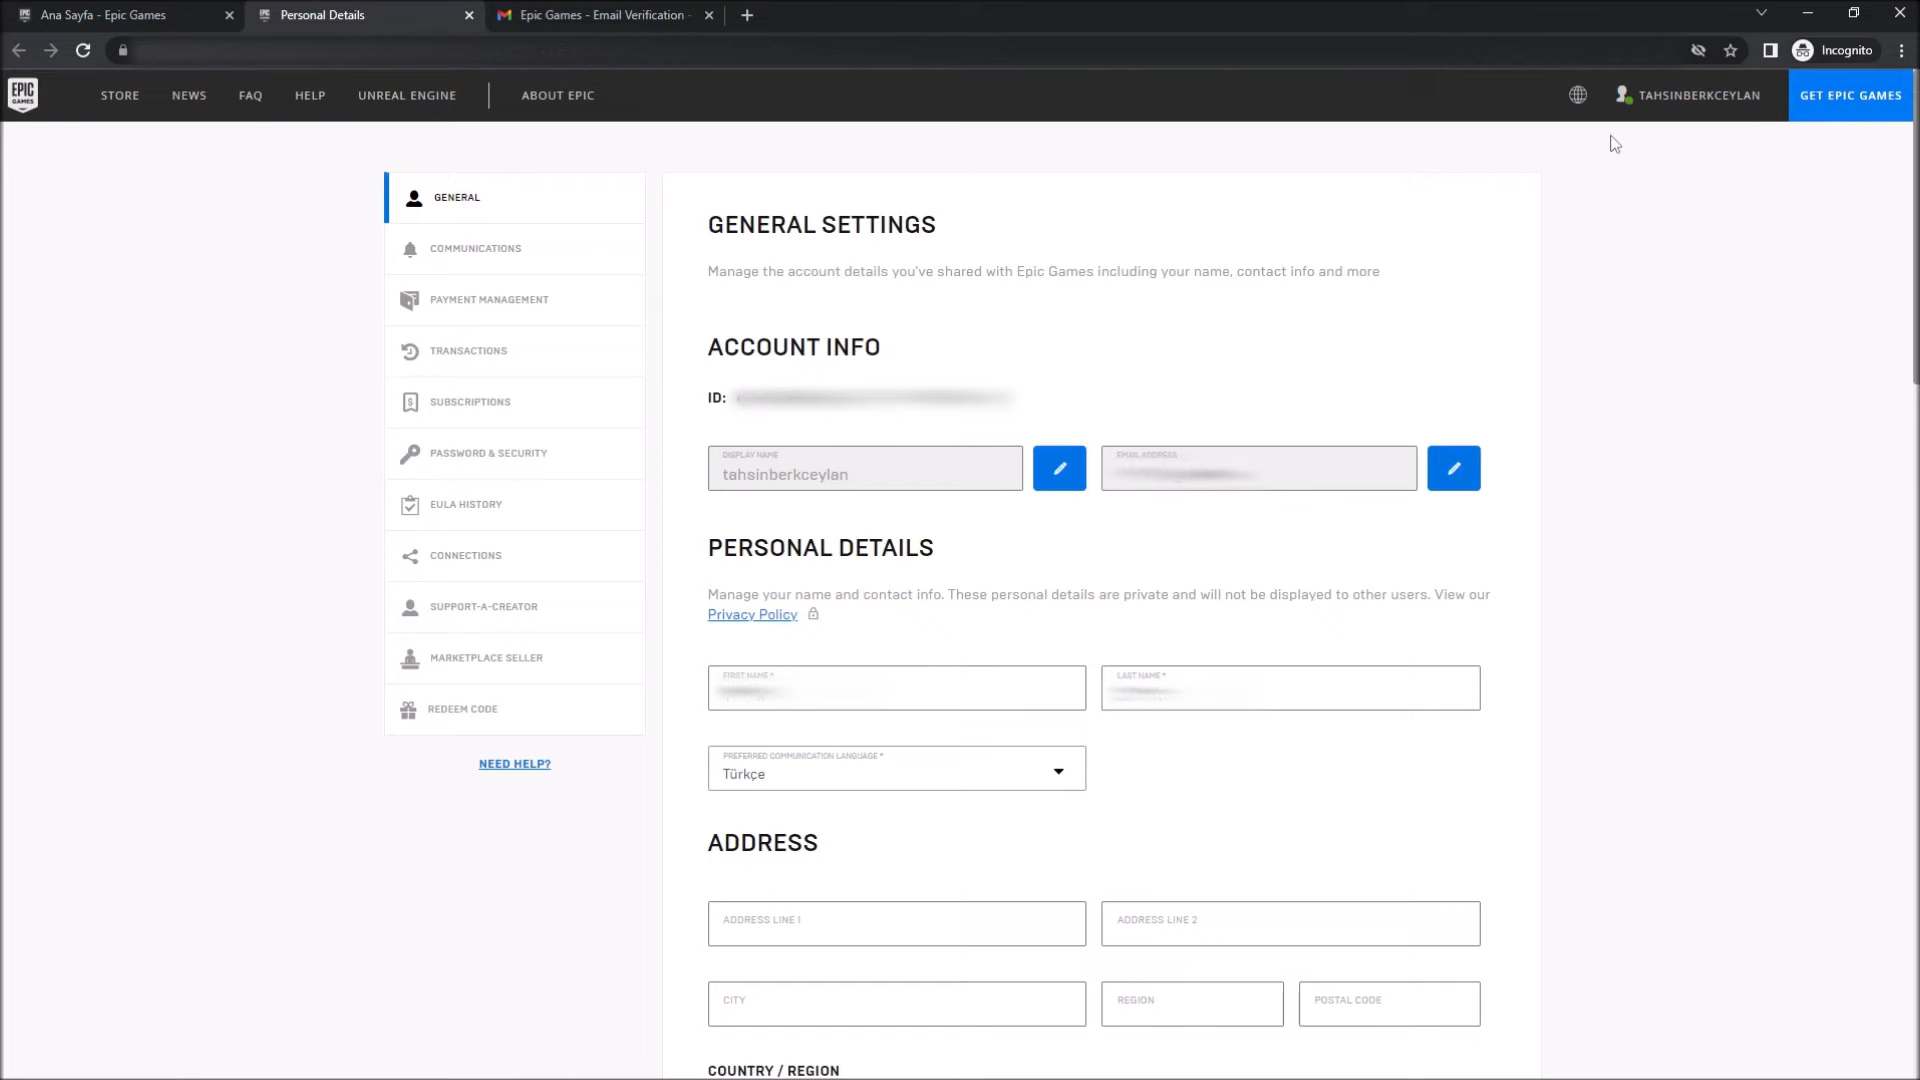 Ana Sayfa - Epic Games
Personal Details
Epic Games - Email Verification -
Incognito
EPIC GAMES
STORE
NEWS
FAQ
HELP
UNREAL ENGINE
ABOUT EPIC
TAHSINBERKCEYLAN
GET EPIC GAMES
GENERAL
COMMUNICATIONS
PAYMENT MANAGEMENT
TRANSACTIONS
SUBSCRIPTIONS
PASSWORD & SECURITY
EULA HISTORY
CONNECTIONS
SUPPORT-A-CREATOR
MARKETPLACE SELLER
REDEEM CODE
NEED HELP?
GENERAL SETTINGS
Manage the account details you've shared with Epic Games including your name, contact info and more
ACCOUNT INFO
ID:
DISPLAY NAME
tahsinberkceylan
EMAIL ADDRESS
PERSONAL DETAILS
Manage your name and contact info. These personal details are private and will not be displayed to other users. View our
Privacy Policy
FIRST NAME *
LAST NAME *
PREFERRED COMMUNICATION LANGUAGE *
Türkçe
ADDRESS
ADDRESS LINE 1
ADDRESS LINE 2
CITY
REGION
POSTAL CODE
COUNTRY / REGION